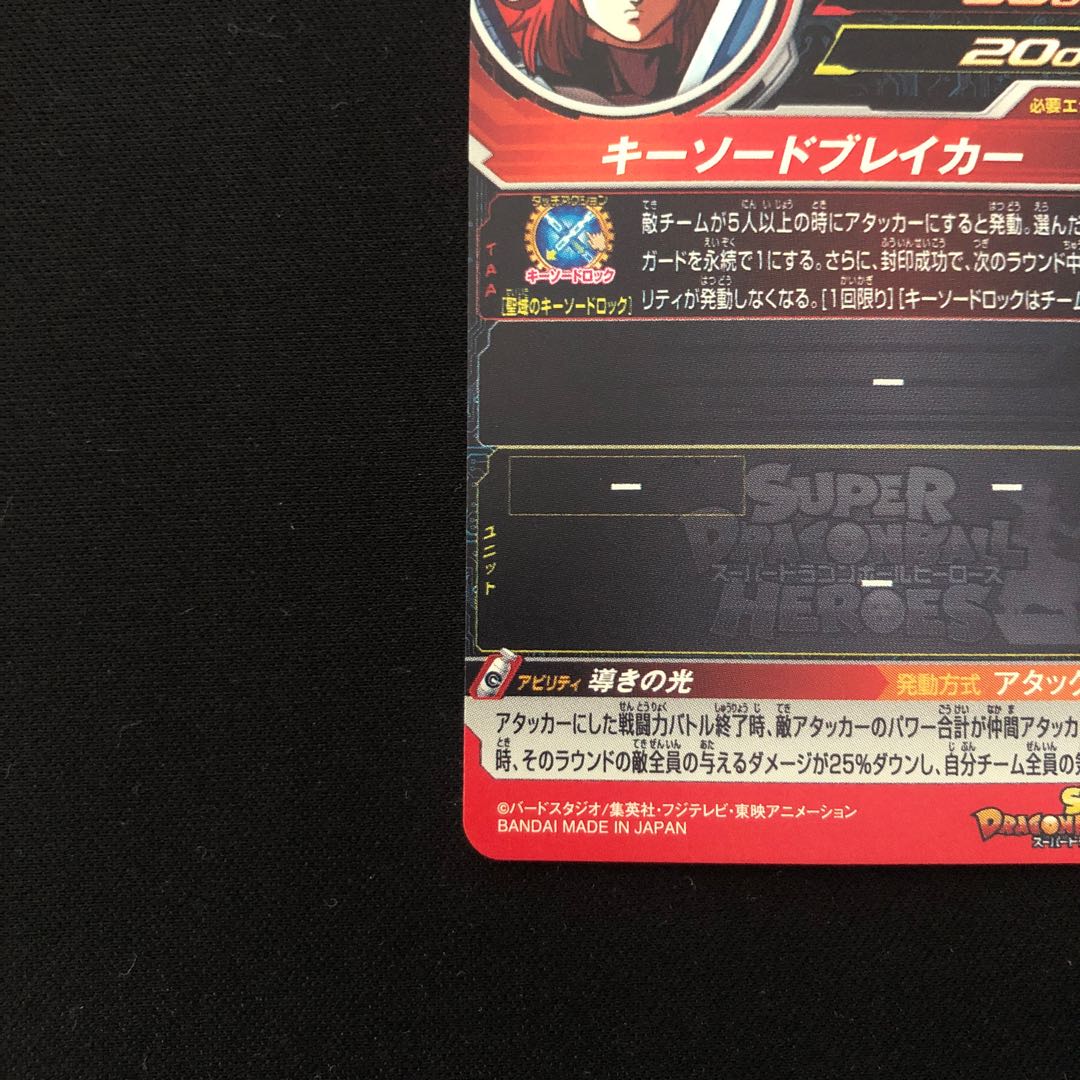 200
必要エ
キーソードブレイカー
タッチアクション
キーソードロック
TAA
[聖域のキーソードロック]
敵チームが5人以上の時にアタッカーにすると発動。選んだ
ガードを永続で1にする。さらに、封印成功で、次のラウンド中
リティが発動しなくなる。[1回限り][キーソードロックはチーム
ー
ー
ー
ー
ユニット
SUPER
DRAGON BALL
スーパードラゴンボールヒーローズ
HEROES
アビリティ 導きの光
発動方式 アタック
アタッカーにした戦闘力バトル終了時、敵アタッカーのパワー合計が仲間アタッカ
時、そのラウンドの敵全員の与えるダメージが25%ダウンし、自分チーム全員の気
©バードスタジオ/集英社・フジテレビ・東映アニメーション
BANDAI MADE IN JAPAN